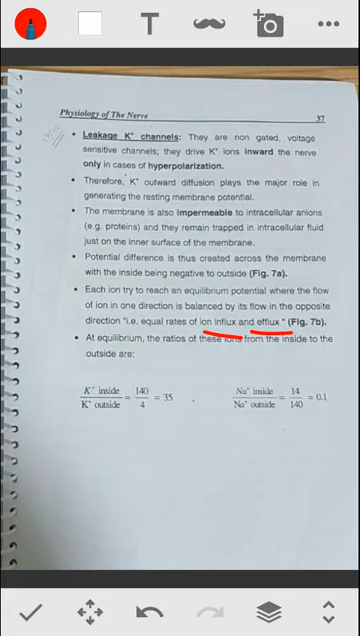 Physiology of The Nerve 37
• Leakage K⁺ channels: They are non gated, voltage
sensitive channels; they drive K⁺ ions inward the nerve
only in cases of hyperpolarization.
• Therefore, K⁺ outward diffusion plays the major role in
generating the resting membrane potential.
• The membrane is also impermeable to intracellular anions
(e.g. proteins) and they remain trapped in intracellular fluid
just on the inner surface of the membrane.
• Potential difference is thus created across the membrane
with the inside being negative to outside (Fig. 7a).
• Each ion try to reach an equilibrium potential where the flow
of ion in one direction is balanced by its flow in the opposite
direction "i.e. equal rates of ion influx and efflux " (Fig. 7b).
• At equilibrium, the ratios of these ions from the inside to the
outside are:
K⁺ inside / K⁺ outside = 140 / 4 = 35 Na⁺ inside / Na⁺ outside = 14 / 140 = 0.1